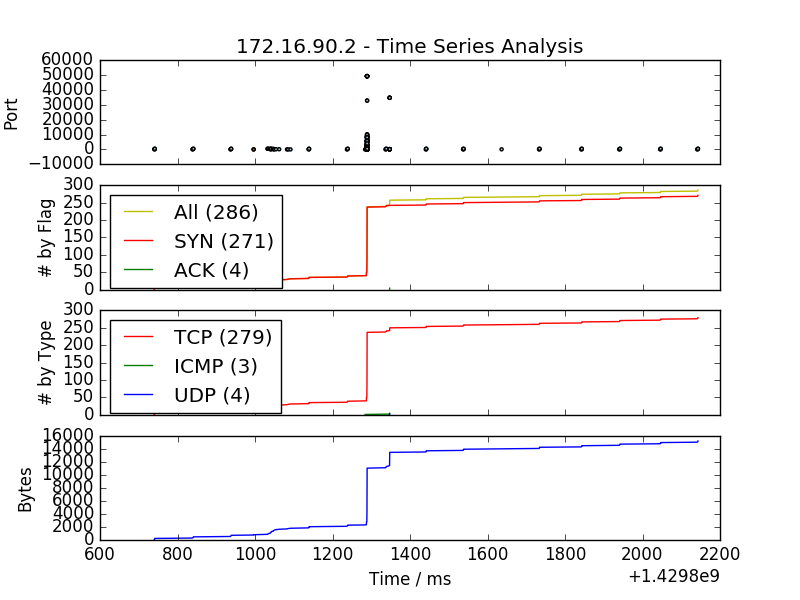 172.16.90.2 - Time Series Analysis
60000
50000
40000
30000
20000
10000
0
−10000
Port
300
250
200
150
100
50
0
# by Flag
All (286)
SYN (271)
ACK (4)
300
250
200
150
100
50
0
# by Type
TCP (279)
ICMP (3)
UDP (4)
16000
14000
12000
10000
8000
6000
4000
2000
0
Bytes
600 800 1000 1200 1400 1600 1800 2000 2200
Time / ms
+1.4298e9